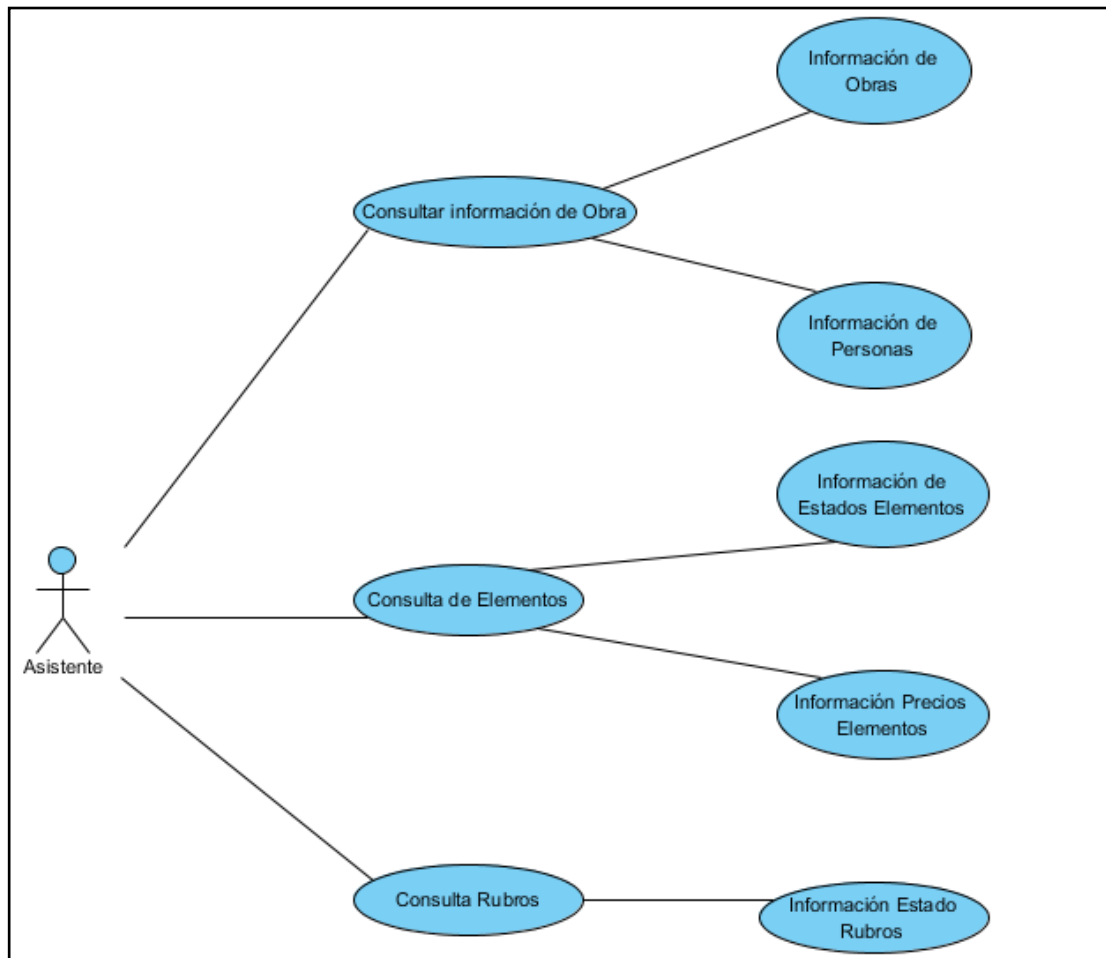 Información de
Obras
Consultar información de Obra
Información de
Personas
Información de
Estados Elementos
Consulta de Elementos
Asistente
Información Precios
Elementos
Consulta Rubros
Información Estado
Rubros